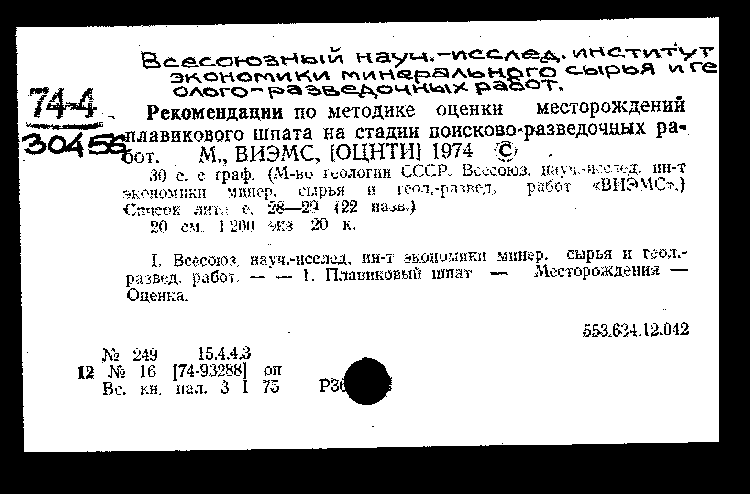 Всесоюзный науч.-исслед. институт
экономики минерального сырья и ге
олого-разведочных работ.
74-4
30456
Рекомендации по методике оценки месторождений
плавикового шпата на стадии поисково-разведочных ра-
бот. М., ВИЭМС, [ОЦНТИ] 1974 ©
30 с. с граф. (М-во геологии СССР. Всесоюз. науч.-исслед. ин-т
экономики минер. сырья и геол.-развед. работ «ВИЭМС».)
Список лит. с. 28—29 (22 назв.)
20 см. 1200 экз 20 к.
I. Всесоюз. науч.-исслед. ин-т экономики минер. сырья и геол.-
развед. работ. — — 1. Плавиковый шпат — Месторождения —
Оценка.
553.634.12.042
№ 249 15.4.4.3
12 № 16 [74-93288] оп
Вс. кн. пал. 3 I 75